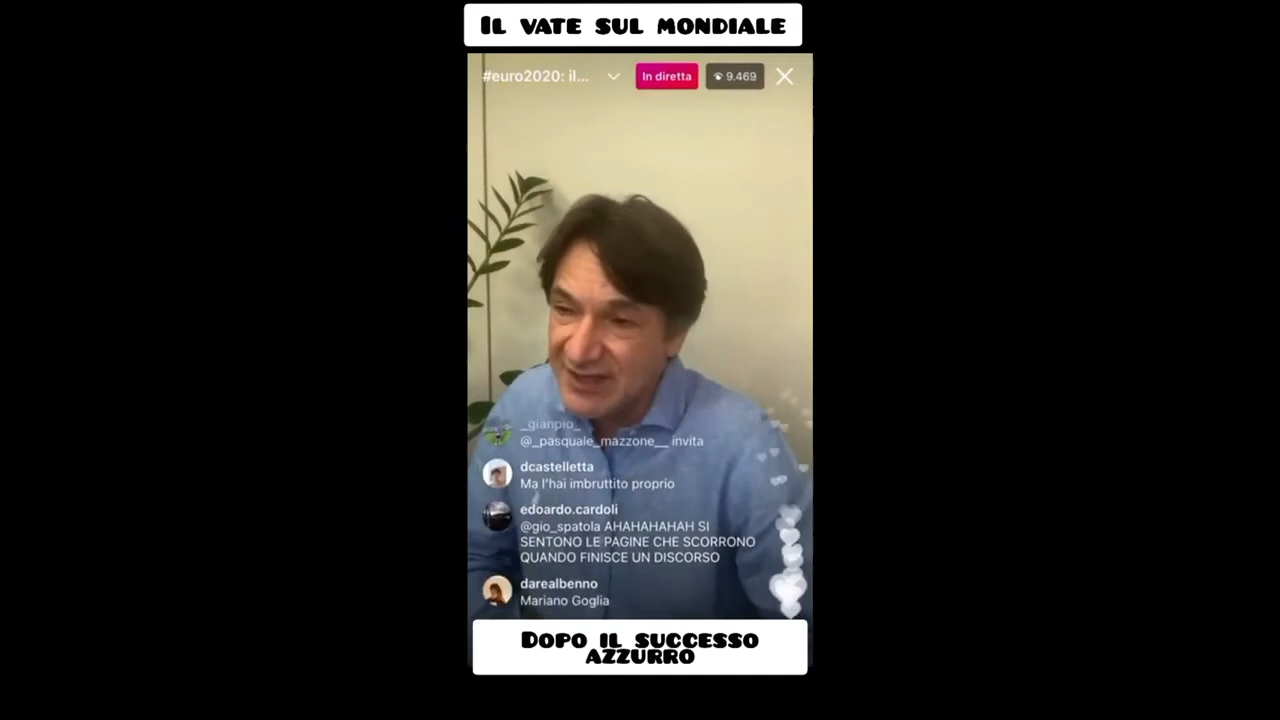 IL VATE SUL MONDIALE
#euro2020: il...
In diretta
9.469
_gianpio_
@_pasquale_mazzone__ invita
dcastelletta
Ma l'hai imbruttito proprio
edoardo.cardoli
@gio_spatola AHAHAHAHAH SI
SENTONO LE PAGINE CHE SCORRONO
QUANDO FINISCE UN DISCORSO
darealbenno
Mariano Goglia
DOPO IL SUCCESSO
AZZURRO